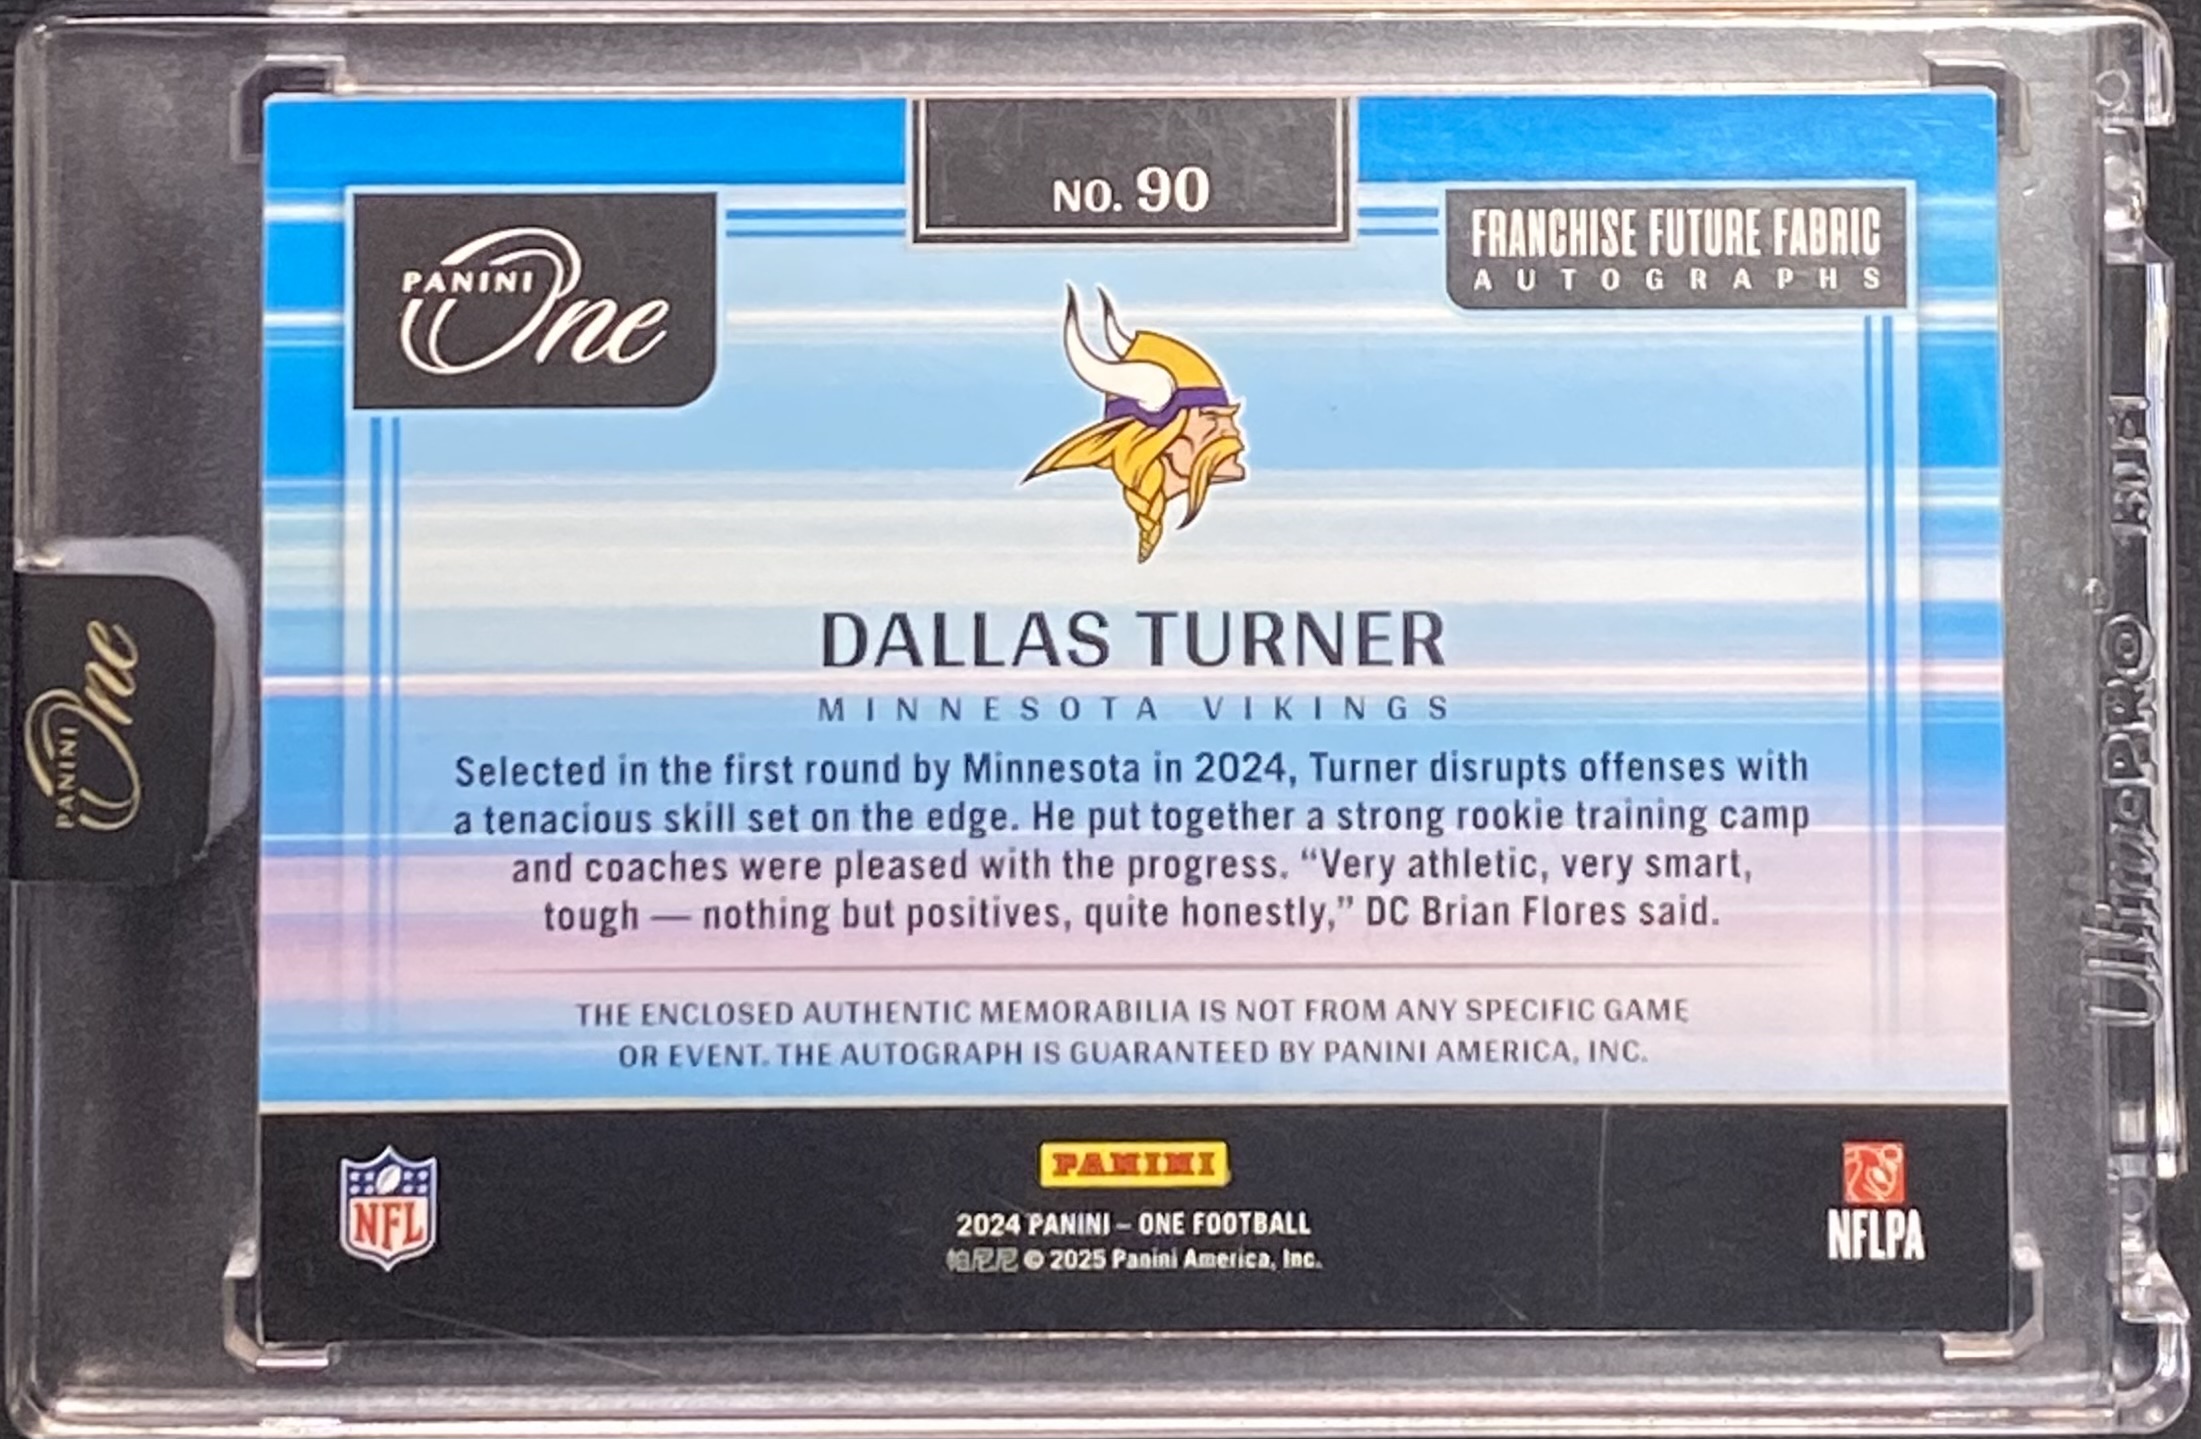 NO. 90
PANINI
One
FRANCHISE FUTURE FABRIC
AUTOGRAPHS
DALLAS TURNER
MINNESOTA VIKINGS
Selected in the first round by Minnesota in 2024, Turner disrupts offenses with
a tenacious skill set on the edge. He put together a strong rookie training camp
and coaches were pleased with the progress. “Very athletic, very smart,
tough — nothing but positives, quite honestly,” DC Brian Flores said.
THE ENCLOSED AUTHENTIC MEMORABILIA IS NOT FROM ANY SPECIFIC GAME
OR EVENT. THE AUTOGRAPH IS GUARANTEED BY PANINI AMERICA, INC.
NFL
PANINI
2024 PANINI – ONE FOOTBALL
帕尼尼 © 2025 Panini America, Inc.
NFLPA
PANINI
One
Ultra•PRO